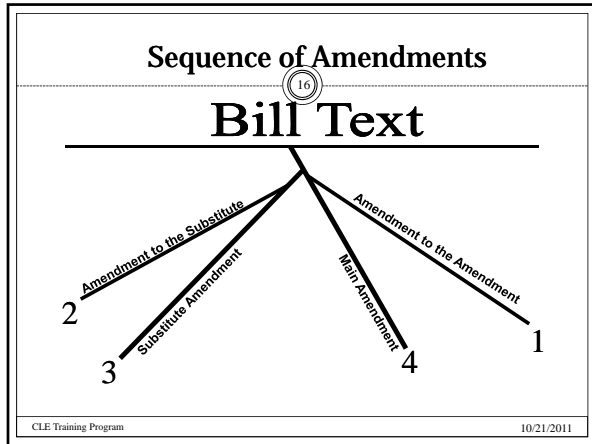 Sequence of Amendments
16
Bill Text
Amendment to the Substitute
Amendment to the Amendment
Substitute Amendment
Main Amendment
2
3
4
1
CLE Training Program
10/21/2011